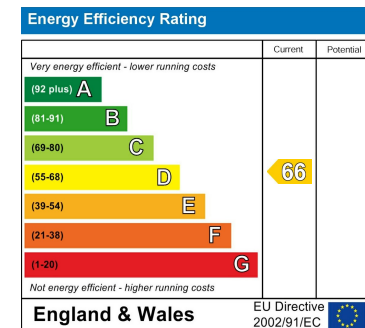 Energy Efficiency Rating
Current Potential
Very energy efficient - lower running costs
(92 plus) A
(81-91) B
(69-80) C
(55-68) D
66
(39-54) E
(21-38) F
(1-20) G
Not energy efficient - higher running costs
England & Wales
EU Directive
2002/91/EC